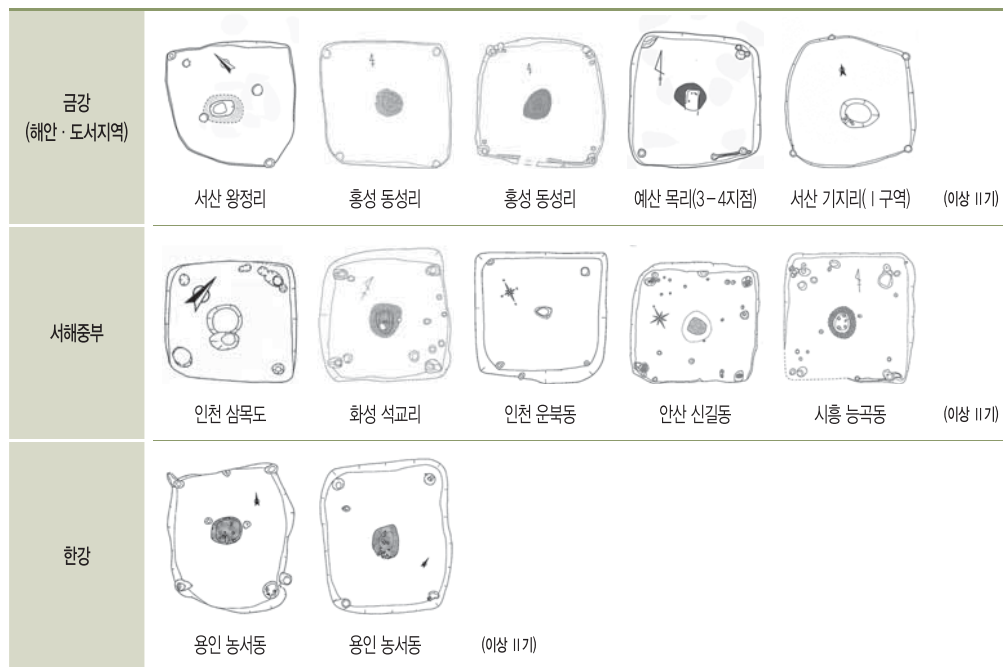 금강
(해안 · 도서지역)
서산 왕정리
홍성 동성리
홍성 동성리
예산 목리(3-4지점)
서산 기지리(Ⅰ구역)
(이상 Ⅱ기)
서해중부
인천 삼목도
화성 석교리
인천 운북동
안산 신길동
시흥 능곡동
(이상 Ⅱ기)
한강
용인 농서동
용인 농서동
(이상 Ⅱ기)